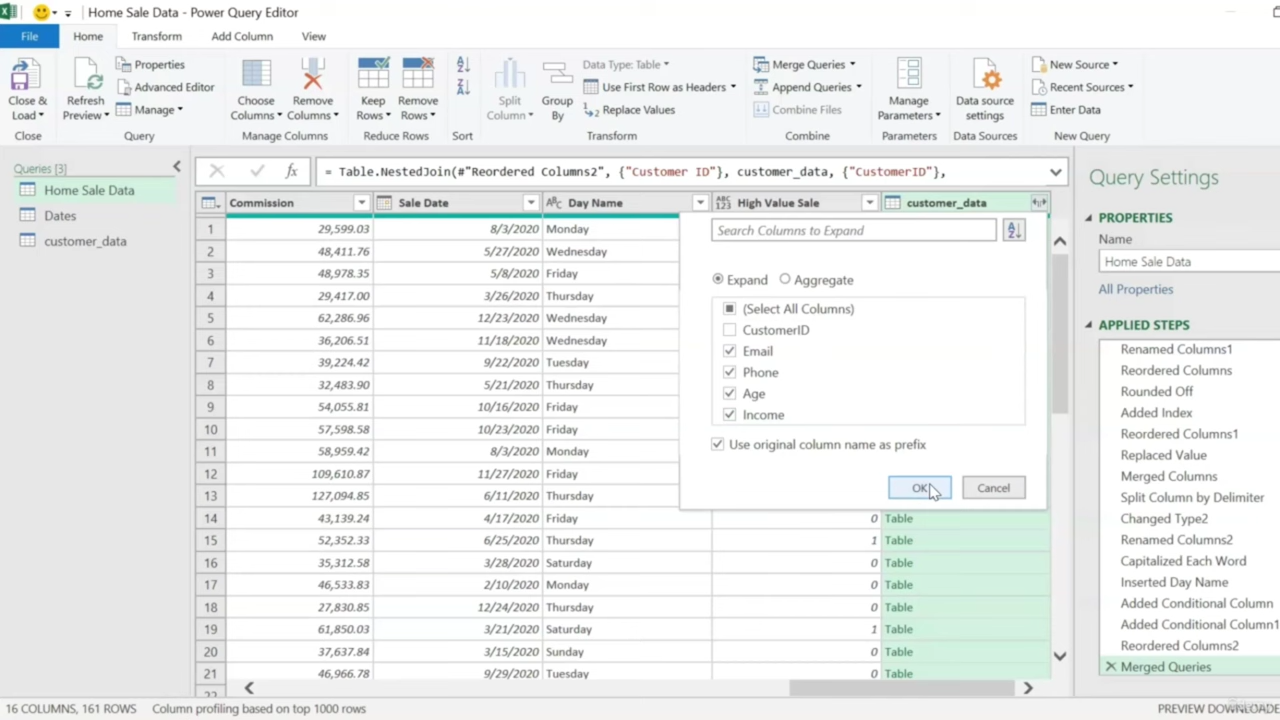 Home Sale Data - Power Query Editor
File Home Transform Add Column View
Close & Load Refresh Preview Properties Advanced Editor Manage Choose Columns Remove Columns Keep Rows Remove Rows Split Column Group By Data Type: Table Use First Row as Headers Replace Values Merge Queries Append Queries Combine Files Manage Parameters Data source settings New Source Recent Sources Enter Data
Close Query Manage Columns Reduce Rows Sort Transform Combine Parameters Data Sources New Query
Queries [3]
Home Sale Data
Dates
customer_data
fx = Table.NestedJoin(#"Reordered Columns2", {"Customer ID"}, customer_data, {"CustomerID"},
Commission Sale Date ABC Day Name ABC 123 High Value Sale customer_data
1 29,599.03 8/3/2020 Monday
2 48,411.76 5/27/2020 Wednesday
3 48,978.35 5/8/2020 Friday
4 29,417.00 3/26/2020 Thursday
5 62,286.96 12/23/2020 Wednesday
6 36,206.51 11/18/2020 Wednesday
7 39,224.42 9/22/2020 Tuesday
8 32,483.90 5/21/2020 Thursday
9 54,055.81 10/16/2020 Friday
10 57,598.58 10/23/2020 Friday
11 58,959.42 8/3/2020 Monday
12 109,610.87 11/27/2020 Friday
13 127,094.85 6/11/2020 Thursday
14 43,139.24 4/17/2020 Friday 0 Table
15 52,352.33 6/25/2020 Thursday 1 Table
16 35,312.58 3/28/2020 Saturday 0 Table
17 46,533.83 2/10/2020 Monday 0 Table
18 27,830.85 12/24/2020 Thursday 0 Table
19 61,850.03 3/21/2020 Saturday 1 Table
20 37,637.84 3/15/2020 Sunday 0 Table
21 46,966.78 9/29/2020 Tuesday 0 Table
22
Search Columns to Expand
Expand Aggregate
(Select All Columns)
CustomerID
Email
Phone
Age
Income
Use original column name as prefix
OK Cancel
Query Settings
PROPERTIES
Name
Home Sale Data
All Properties
APPLIED STEPS
Renamed Columns1
Reordered Columns
Rounded Off
Added Index
Reordered Columns1
Replaced Value
Merged Columns
Split Column by Delimiter
Changed Type2
Renamed Columns2
Capitalized Each Word
Inserted Day Name
Added Conditional Column
Added Conditional Column1
Reordered Columns2
Merged Queries
16 COLUMNS, 161 ROWS Column profiling based on top 1000 rows PREVIEW